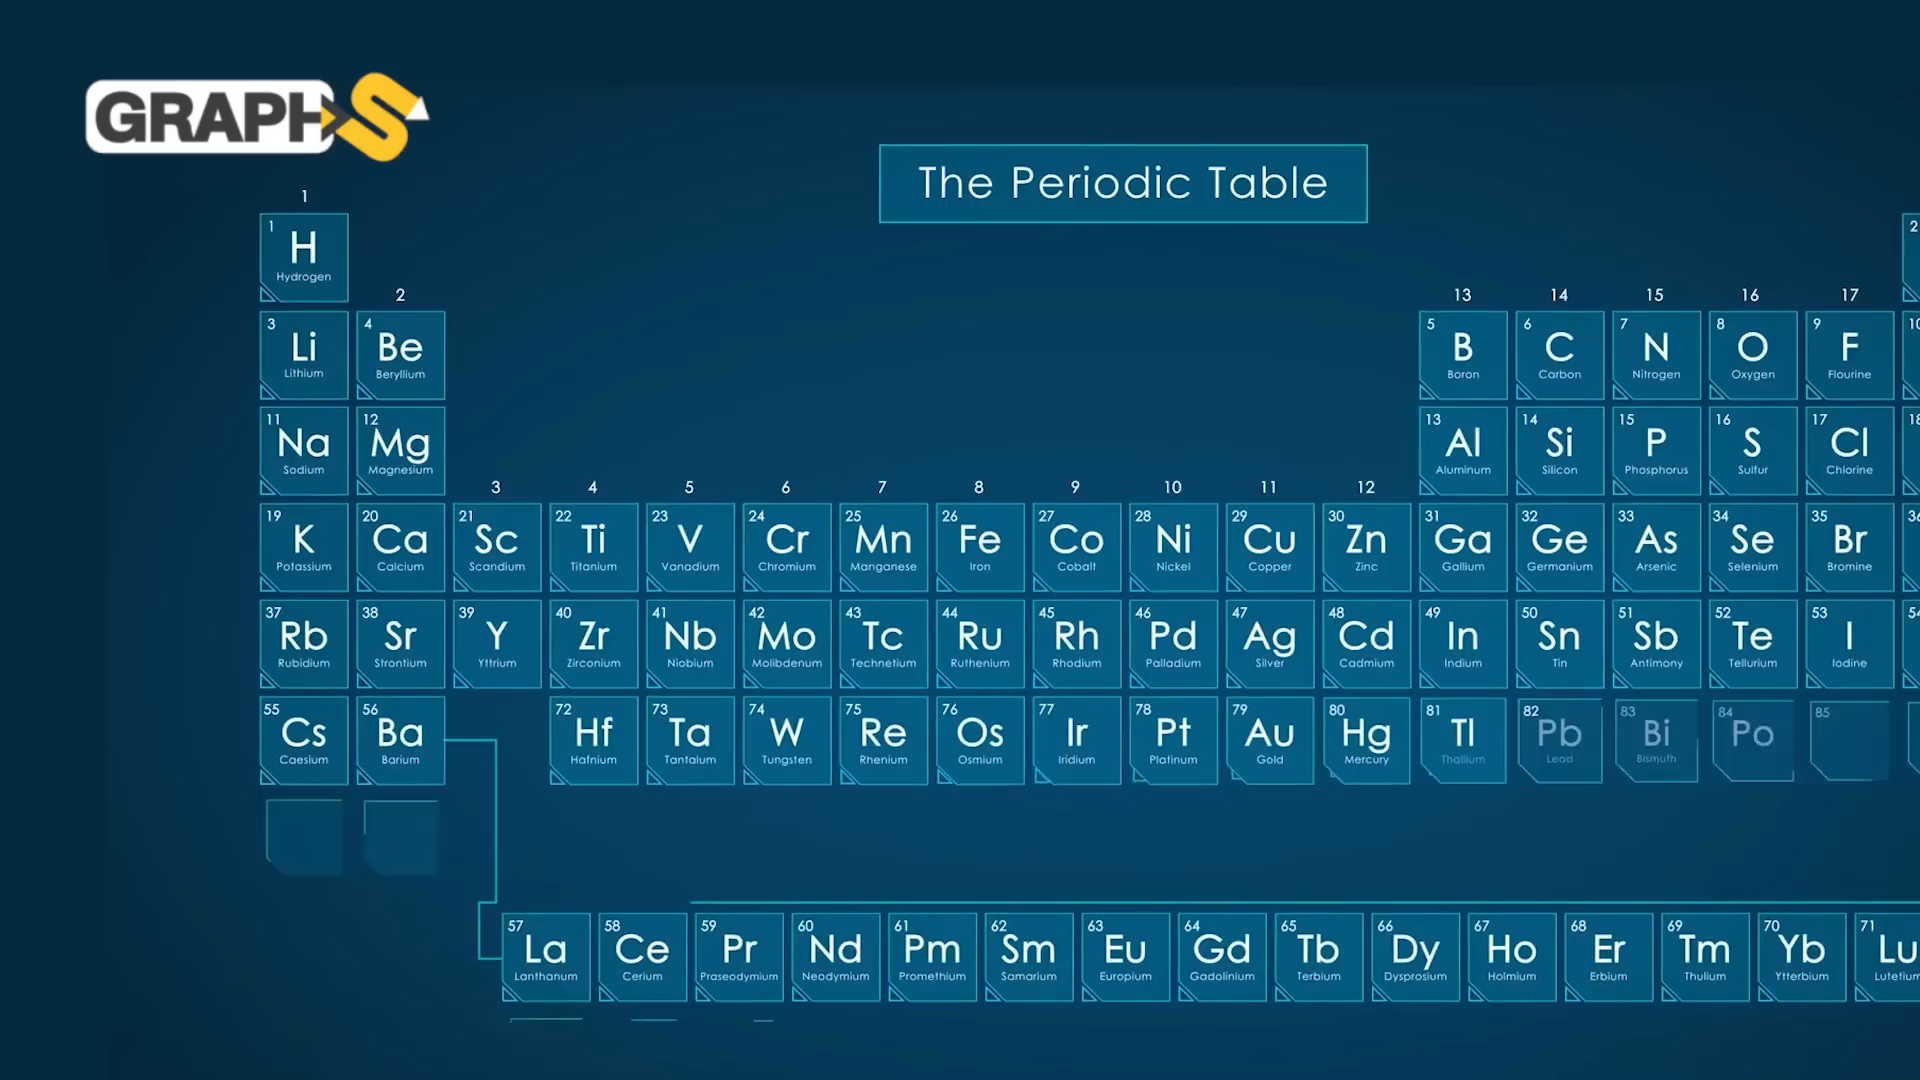 GRAPHS
The Periodic Table
1
1 H Hydrogen
2
2
13 14 15 16 17
3 Li Lithium
4 Be Beryllium
5 B Boron
6 C Carbon
7 N Nitrogen
8 O Oxygen
9 F Flourine
10
11 Na Sodium
12 Mg Magnesium
13 Al Aluminum
14 Si Silicon
15 P Phosphorus
16 S Sulfur
17 Cl Chlorine
18
3 4 5 6 7 8 9 10 11 12
19 K Potassium
20 Ca Calcium
21 Sc Scandium
22 Ti Titanium
23 V Vanadium
24 Cr Chromium
25 Mn Manganese
26 Fe Iron
27 Co Cobalt
28 Ni Nickel
29 Cu Copper
30 Zn Zinc
31 Ga Gallium
32 Ge Germanium
33 As Arsenic
34 Se Selenium
35 Br Bromine
36
37 Rb Rubidium
38 Sr Strontium
39 Y Yttrium
40 Zr Zirconium
41 Nb Niobium
42 Mo Molibdenum
43 Tc Technetium
44 Ru Ruthenium
45 Rh Rhodium
46 Pd Palladium
47 Ag Silver
48 Cd Cadmium
49 In Indium
50 Sn Tin
51 Sb Antimony
52 Te Tellurium
53 I Iodine
54
55 Cs Caesium
56 Ba Barium
72 Hf Hafnium
73 Ta Tantalum
74 W Tungsten
75 Re Rhenium
76 Os Osmium
77 Ir Iridium
78 Pt Platinum
79 Au Gold
80 Hg Mercury
81 Tl Thallium
82 Pb Lead
83 Bi Bismuth
84 Po
85
57 La Lanthanum
58 Ce Cerium
59 Pr Praseodymium
60 Nd Neodymium
61 Pm Promethium
62 Sm Samarium
63 Eu Europium
64 Gd Gadolinium
65 Tb Terbium
66 Dy Dysprosium
67 Ho Holmium
68 Er Erbium
69 Tm Thulium
70 Yb Ytterbium
71 Lu Lutetium